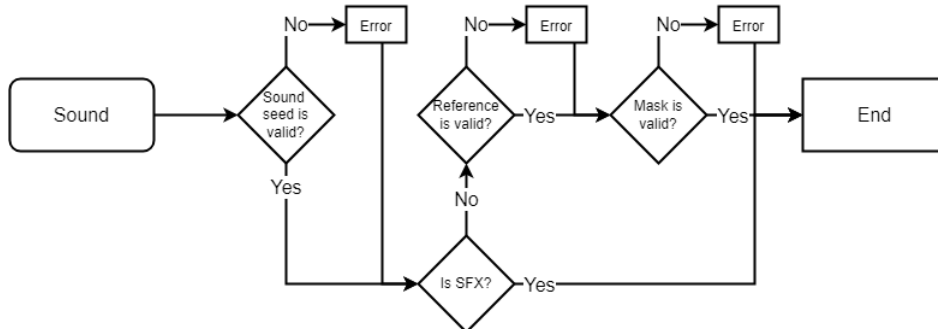 No
Error
No
Error
No
Error
Sound
Sound
seed is
valid?
Reference
is valid?
Yes
Mask is
valid?
Yes
End
Yes
No
Is SFX?
Yes